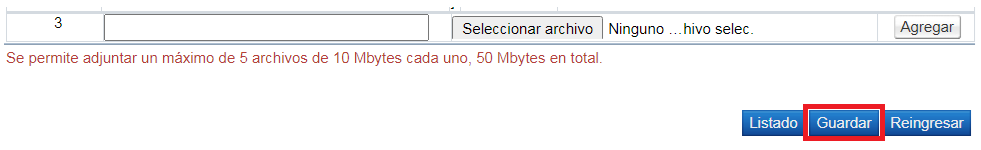 3 Seleccionar archivo Ninguno …hivo selec. Agregar
Se permite adjuntar un máximo de 5 archivos de 10 Mbytes cada uno, 50 Mbytes en total.
Listado Guardar Reingresar